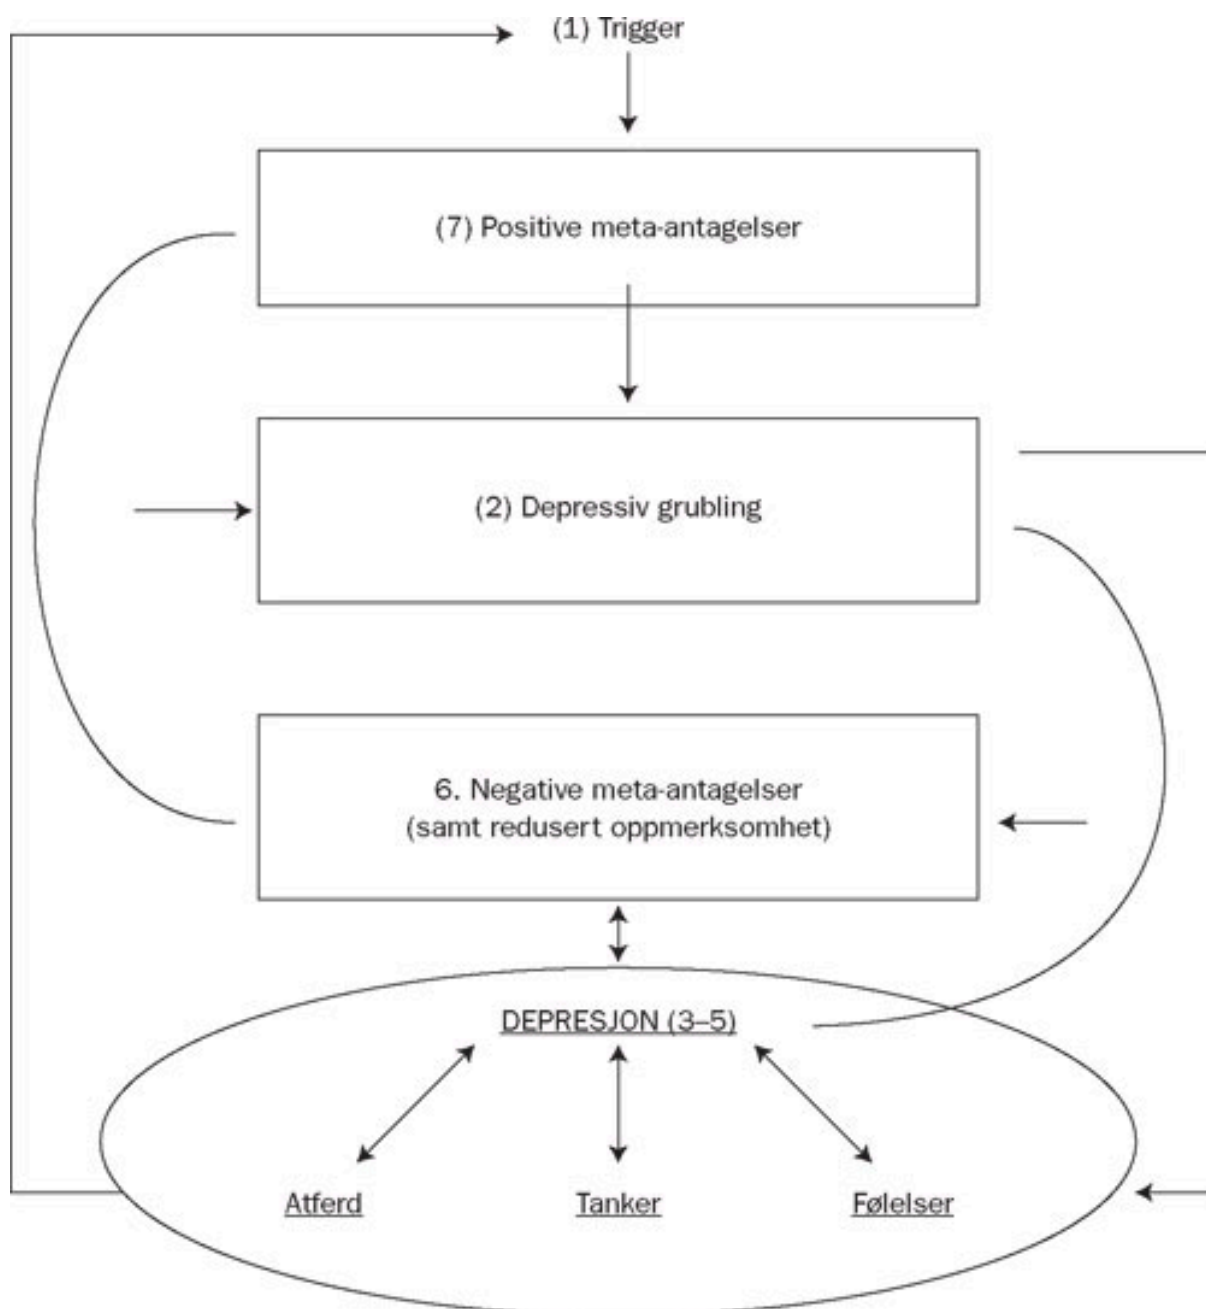 (1) Trigger
(7) Positive meta-antagelser
(2) Depressiv grubling
6. Negative meta-antagelser
(samt redusert oppmerksomhet)
DEPRESJON (3–5)
Atferd
Tanker
Følelser